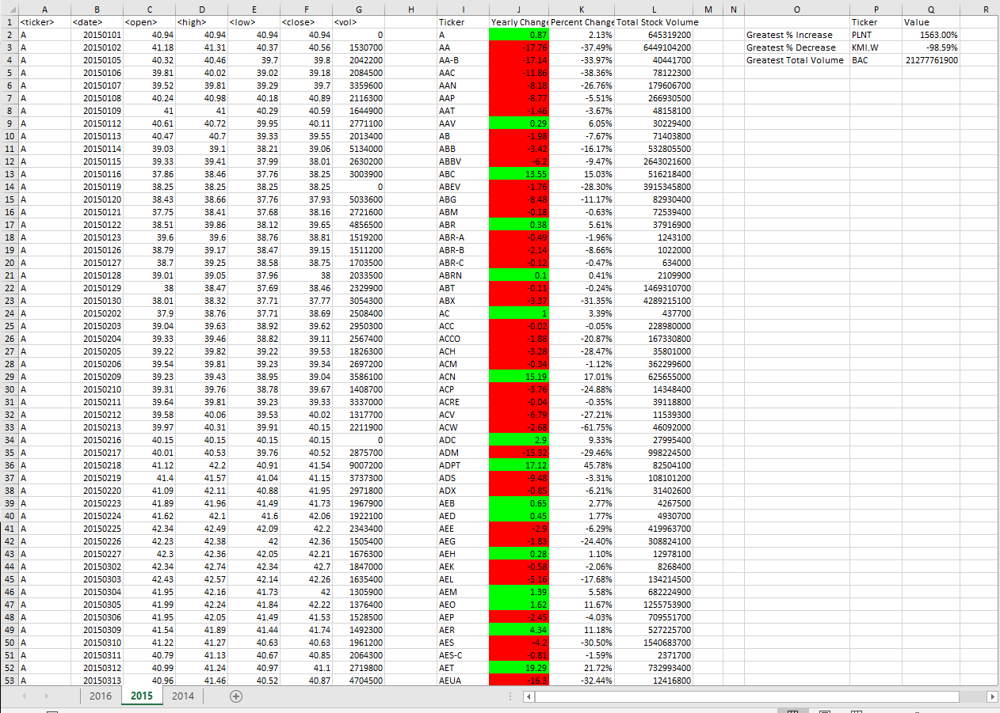 A B C D E F G H I J K L M N O P Q R
1 <ticker> <date> <open> <high> <low> <close> <vol> Ticker Yearly Change Percent Change Total Stock Volume Ticker Value
2 A 20150101 40.94 40.94 40.94 40.94 0 A 0.87 2.13% 645319200 Greatest % Increase PLNT 1563.00%
3 A 20150102 41.18 41.31 40.37 40.56 1530700 AA -17.76 -37.49% 6449104200 Greatest % Decrease KMI.W -98.59%
4 A 20150105 40.32 40.46 39.7 39.8 2042200 AA-B -17.14 -33.97% 40441700 Greatest Total Volume BAC 21277761900
5 A 20150106 39.81 40.02 39.02 39.18 2084500 AAC -11.86 -38.36% 78122300
6 A 20150107 39.52 39.81 39.29 39.7 3359600 AAN -8.18 -26.76% 179606700
7 A 20150108 40.24 40.98 40.18 40.89 2116300 AAP -8.77 -5.51% 266930500
8 A 20150109 41 41 40.29 40.59 1644900 AAT -1.46 -3.67% 48158100
9 A 20150112 40.61 40.72 39.95 40.11 2771100 AAV 0.29 6.05% 30229400
10 A 20150113 40.47 40.7 39.33 39.55 2013400 AB -1.98 -7.67% 71403800
11 A 20150114 39.03 39.1 38.21 39.06 5134000 ABB -3.42 -16.17% 532805500
12 A 20150115 39.33 39.41 37.99 38.01 2630200 ABBV -6.2 -9.47% 2643021600
13 A 20150116 37.86 38.46 37.76 38.25 3003900 ABC 13.55 15.03% 516218400
14 A 20150119 38.25 38.25 38.25 38.25 0 ABEV -1.76 -28.30% 3915345800
15 A 20150120 38.43 38.66 37.76 37.93 5033600 ABG -8.48 -11.17% 82930400
16 A 20150121 37.75 38.41 37.68 38.16 2721600 ABM -0.18 -0.63% 72539400
17 A 20150122 38.51 39.86 38.12 39.65 4856500 ABR 0.38 5.61% 37916900
18 A 20150123 39.6 39.6 38.76 38.81 1519200 ABR-A -0.49 -1.96% 1243100
19 A 20150126 38.79 39.17 38.47 39.15 1511200 ABR-B -2.14 -8.66% 1022000
20 A 20150127 38.7 39.25 38.58 38.75 1703500 ABR-C -0.12 -0.47% 634000
21 A 20150128 39.01 39.05 37.96 38 2033500 ABRN 0.1 0.41% 2109900
22 A 20150129 38 38.47 37.69 38.46 2329900 ABT -0.11 -0.24% 1469310700
23 A 20150130 38.01 38.32 37.71 37.77 3054300 ABX -3.37 -31.35% 4289215100
24 A 20150202 37.9 38.76 37.71 38.69 2508400 AC 1 3.39% 437700
25 A 20150203 39.04 39.63 38.92 39.62 2950300 ACC -0.02 -0.05% 228980000
26 A 20150204 39.33 39.46 38.82 39.11 2567400 ACCO -1.88 -20.87% 167330800
27 A 20150205 39.22 39.82 39.22 39.53 1826300 ACH -3.28 -28.47% 35801000
28 A 20150206 39.54 39.81 39.23 39.34 2697200 ACM -0.34 -1.12% 362299600
29 A 20150209 39.23 39.43 38.95 39.04 3586100 ACN 15.19 17.01% 625655000
30 A 20150210 39.31 39.76 38.78 39.67 1408700 ACP -3.76 -24.88% 14348400
31 A 20150211 39.64 39.81 39.23 39.33 3337000 ACRE -0.04 -0.35% 39118800
32 A 20150212 39.58 40.06 39.53 40.02 1317700 ACV -6.79 -27.21% 11539300
33 A 20150213 39.97 40.31 39.91 40.15 2211900 ACW -2.68 -61.75% 46092000
34 A 20150216 40.15 40.15 40.15 40.15 0 ADC 2.9 9.33% 27995400
35 A 20150217 40.01 40.53 39.76 40.52 2875700 ADM -15.32 -29.46% 998224500
36 A 20150218 41.12 42.2 40.91 41.54 9007200 ADPT 17.12 45.78% 82504100
37 A 20150219 41.4 41.57 41.04 41.15 3737300 ADS -9.48 -3.31% 108101200
38 A 20150220 41.09 42.11 40.88 41.95 2971800 ADX -0.85 -6.21% 31402600
39 A 20150223 41.89 41.96 41.49 41.73 1967900 AEB 0.65 2.77% 4267500
40 A 20150224 41.62 42.1 41.6 42.06 1922100 AED 0.45 1.77% 4930700
41 A 20150225 42.34 42.49 42.09 42.2 2343400 AEE -2.9 -6.29% 419963700
42 A 20150226 42.23 42.38 42 42.36 1505400 AEG -1.83 -24.40% 308824100
43 A 20150227 42.3 42.36 42.05 42.21 1676300 AEH 0.28 1.10% 12978100
44 A 20150302 42.34 42.74 42.34 42.7 1847000 AEK -0.58 -2.06% 8268400
45 A 20150303 42.43 42.57 42.14 42.26 1635400 AEL -5.16 -17.68% 134214500
46 A 20150304 41.95 42.16 41.73 42 1305900 AEM 1.39 5.58% 682224900
47 A 20150305 41.99 42.24 41.84 42.22 1376400 AEO 1.62 11.67% 1255753900
48 A 20150306 41.95 42.05 41.49 41.53 1528500 AEP -2.45 -4.03% 709551700
49 A 20150309 41.54 41.89 41.44 41.74 1492300 AER 4.34 11.18% 527225700
50 A 20150310 41.22 41.27 40.63 40.63 1961200 AES -4.2 -30.50% 1540683700
51 A 20150311 40.79 41.13 40.67 40.85 2064300 AES-C -0.81 -1.59% 2371700
52 A 20150312 40.99 41.24 40.97 41.1 2719800 AET 19.29 21.72% 732993400
53 A 20150313 40.96 41.46 40.52 40.87 4704500 AEUA -16.3 -32.44% 12416800
2016 2015 2014